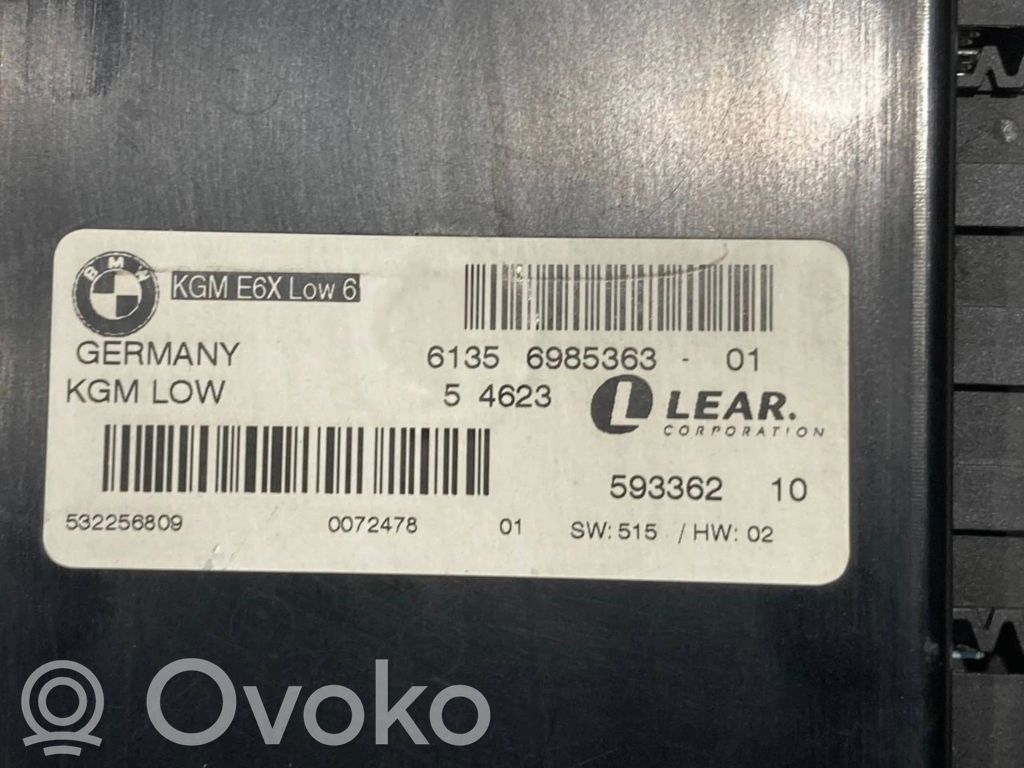 BMW KGM E6X Low 6
GERMANY 6135 6985363 - 01
KGM LOW 5 4623 L LEAR.
CORPORATION
593362 10
532256809 0072478 01 SW: 515 / HW: 02
Ovoko